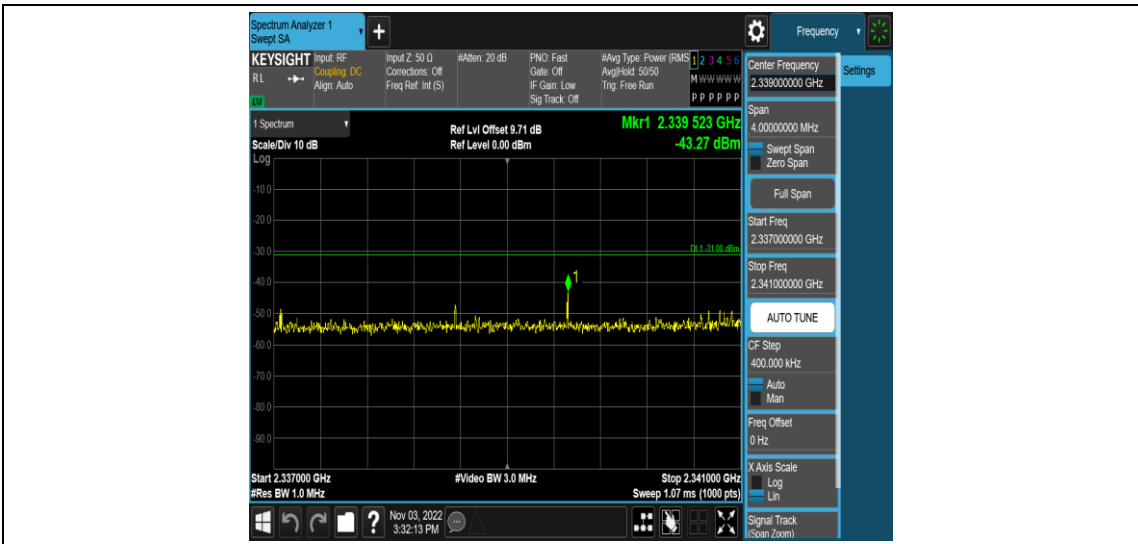 Spectrum Analyzer 1
Swept SA
+
Frequency
KEYSIGHT
RL
LXI
Input: RF
Coupling: DC
Align: Auto
Input Z: 50 Ω
Corrections: Off
Freq Ref: Int (S)
#Atten: 20 dB
PNO: Fast
Gate: Off
IF Gain: Low
Sig Track: Off
#Avg Type: Power (RMS
Avg|Hold: 50/50
Trig: Free Run
1 2 3 4 5 6
M W W W W W
P P P P P P
1 Spectrum
Scale/Div 10 dB
Log
Ref Lvl Offset 9.71 dB
Ref Level 0.00 dBm
Mkr1 2.339 523 GHz
-43.27 dBm
-10.0
-20.0
-30.0
DL1 -31.00 dBm
-40.0
1
-50.0
-60.0
-70.0
-80.0
-90.0
Start 2.337000 GHz
#Res BW 1.0 MHz
#Video BW 3.0 MHz
Stop 2.341000 GHz
Sweep 1.07 ms (1000 pts)
?
Nov 03, 2022
3:32:13 PM
Center Frequency
2.339000000 GHz
Settings
Span
4.00000000 MHz
Swept Span
Zero Span
Full Span
Start Freq
2.337000000 GHz
Stop Freq
2.341000000 GHz
AUTO TUNE
CF Step
400.000 kHz
Auto
Man
Freq Offset
0 Hz
X Axis Scale
Log
Lin
Signal Track
(Span Zoom)